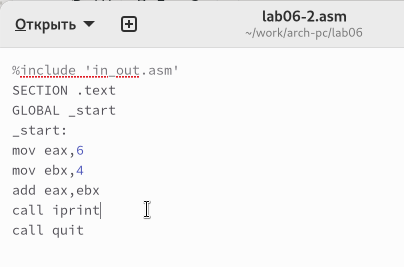 Открыть
lab06-2.asm
~/work/arch-pc/lab06
%include 'in_out.asm'
SECTION .text
GLOBAL _start
_start:
mov eax,6
mov ebx,4
add eax,ebx
call iprint
call quit